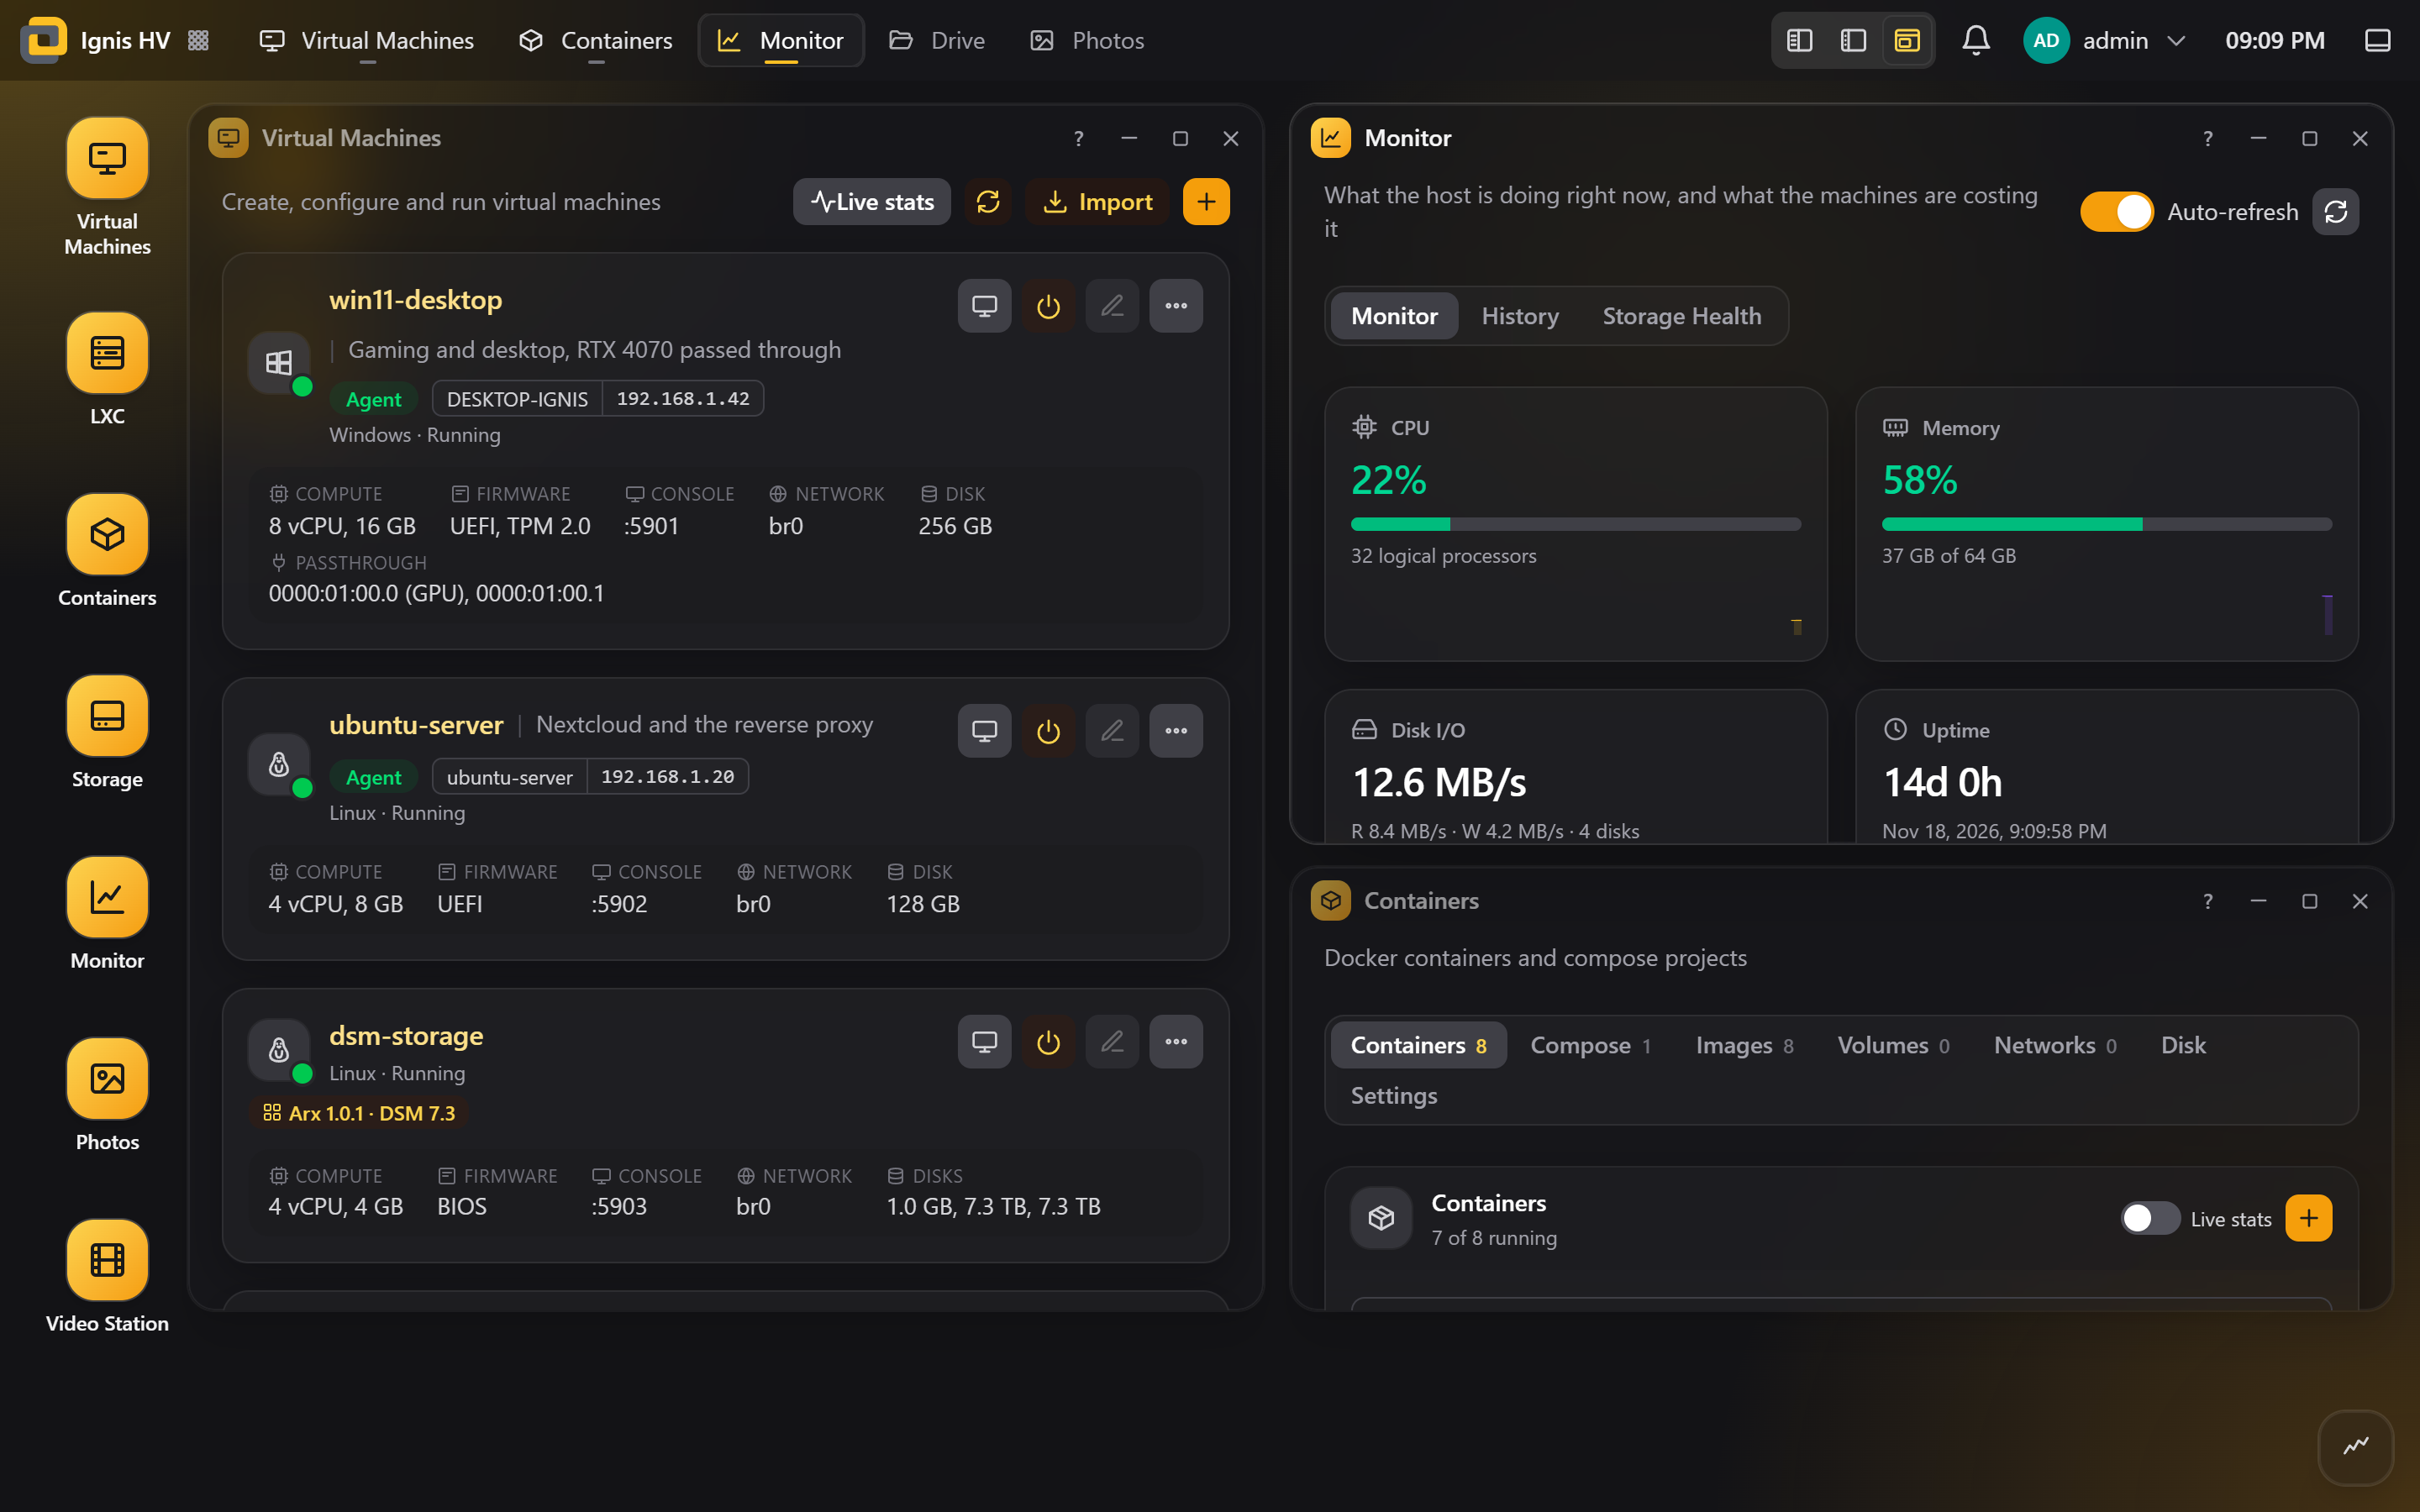 Ignis HV
Virtual Machines
Containers
Monitor
Drive
Photos
AD
admin
09:09 PM
Virtual
Machines
LXC
Containers
Storage
Monitor
Photos
Video Station
Virtual Machines
?
Create, configure and run virtual machines
Live stats
Import
win11-desktop
| Gaming and desktop, RTX 4070 passed through
Agent
DESKTOP-IGNIS
192.168.1.42
Windows · Running
COMPUTE
8 vCPU, 16 GB
FIRMWARE
UEFI, TPM 2.0
CONSOLE
:5901
NETWORK
br0
DISK
256 GB
PASSTHROUGH
0000:01:00.0 (GPU), 0000:01:00.1
ubuntu-server | Nextcloud and the reverse proxy
Agent
ubuntu-server
192.168.1.20
Linux · Running
COMPUTE
4 vCPU, 8 GB
FIRMWARE
UEFI
CONSOLE
:5902
NETWORK
br0
DISK
128 GB
dsm-storage
Linux · Running
Arx 1.0.1 · DSM 7.3
COMPUTE
4 vCPU, 4 GB
FIRMWARE
BIOS
CONSOLE
:5903
NETWORK
br0
DISKS
1.0 GB, 7.3 TB, 7.3 TB
Monitor
?
What the host is doing right now, and what the machines are costing
it
Auto-refresh
Monitor
History
Storage Health
CPU
22%
32 logical processors
Memory
58%
37 GB of 64 GB
Disk I/O
12.6 MB/s
R 8.4 MB/s · W 4.2 MB/s · 4 disks
Uptime
14d 0h
Nov 18, 2026, 9:09:58 PM
Containers
?
Docker containers and compose projects
Containers 8
Compose 1
Images 8
Volumes 0
Networks 0
Disk
Settings
Containers
7 of 8 running
Live stats